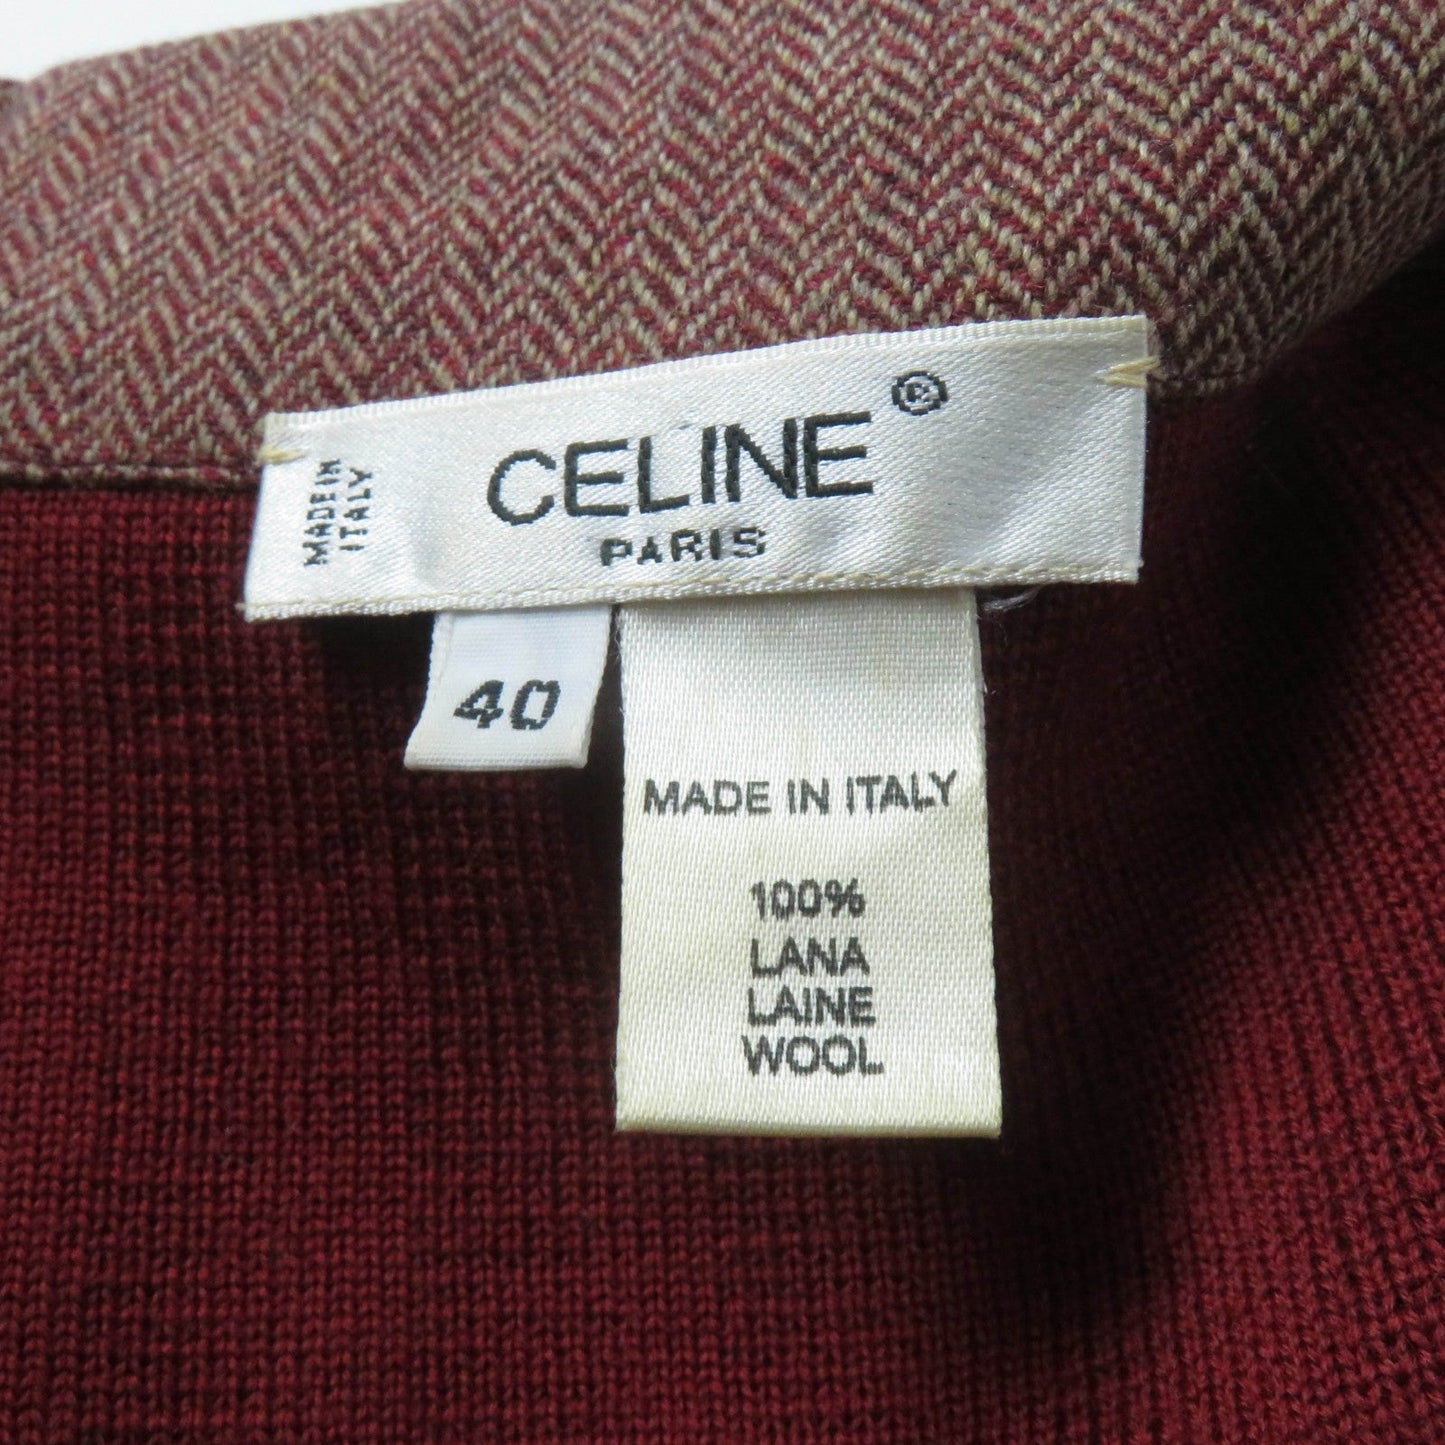 MADE IN
ITALY
CELINE®
PARIS
40
MADE IN ITALY
100%
LANA
LAINE
WOOL